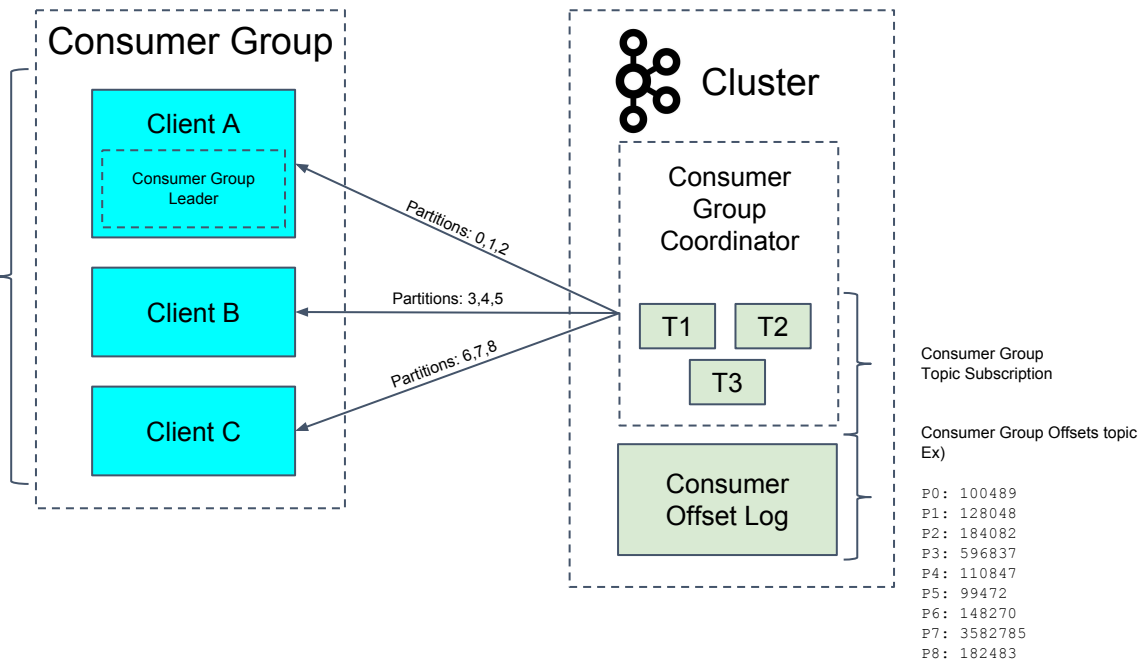 Consumer Group
Client A
Consumer Group
Leader
Client B
Client C
Partitions: 0,1,2
Partitions: 3,4,5
Partitions: 6,7,8
Cluster
Consumer
Group
Coordinator
T1
T2
T3
Consumer
Offset Log
Consumer Group
Topic Subscription
Consumer Group Offsets topic
Ex)
P0: 100489
P1: 128048
P2: 184082
P3: 596837
P4: 110847
P5: 99472
P6: 148270
P7: 3582785
P8: 182483